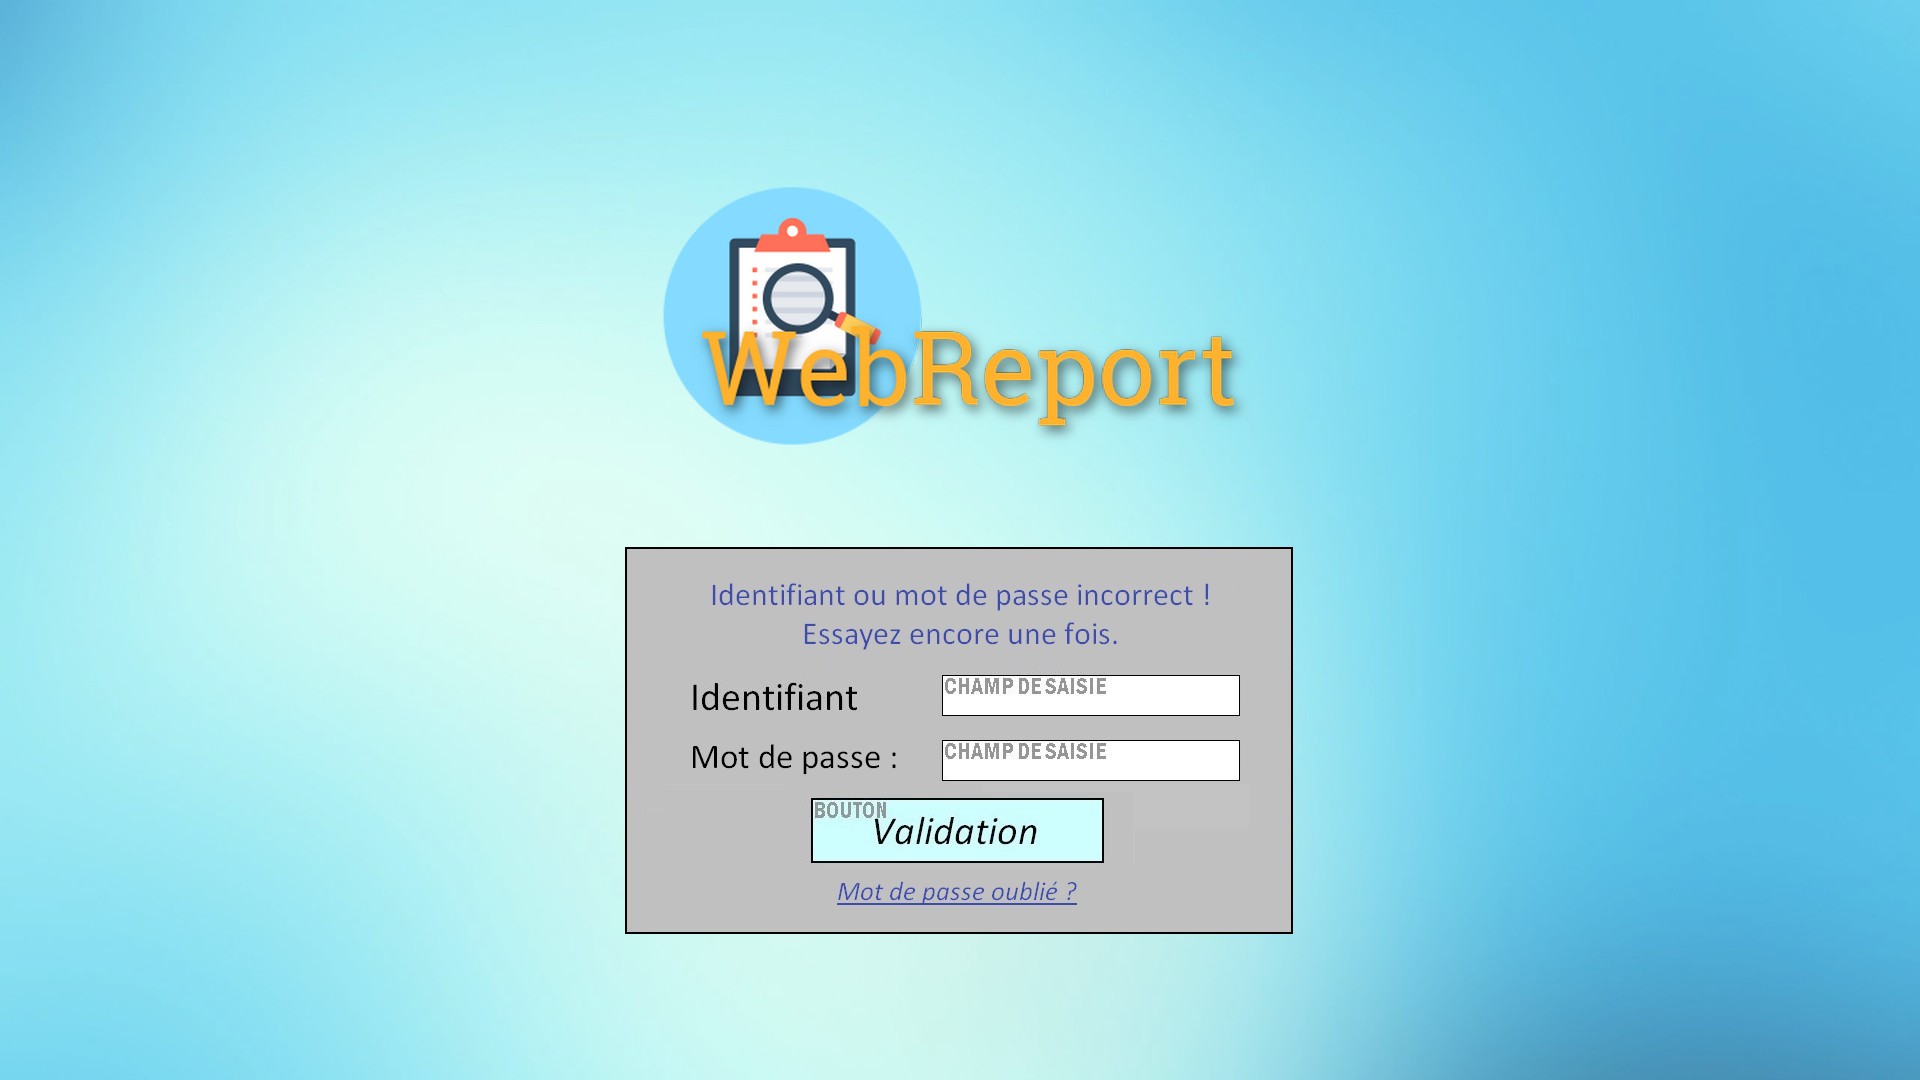 WebReport
Identifiant ou mot de passe incorrect !
Essayez encore une fois.
Identifiant
CHAMP DE SAISIE
Mot de passe :
CHAMP DE SAISIE
BOUTON
Validation
Mot de passe oublié ?